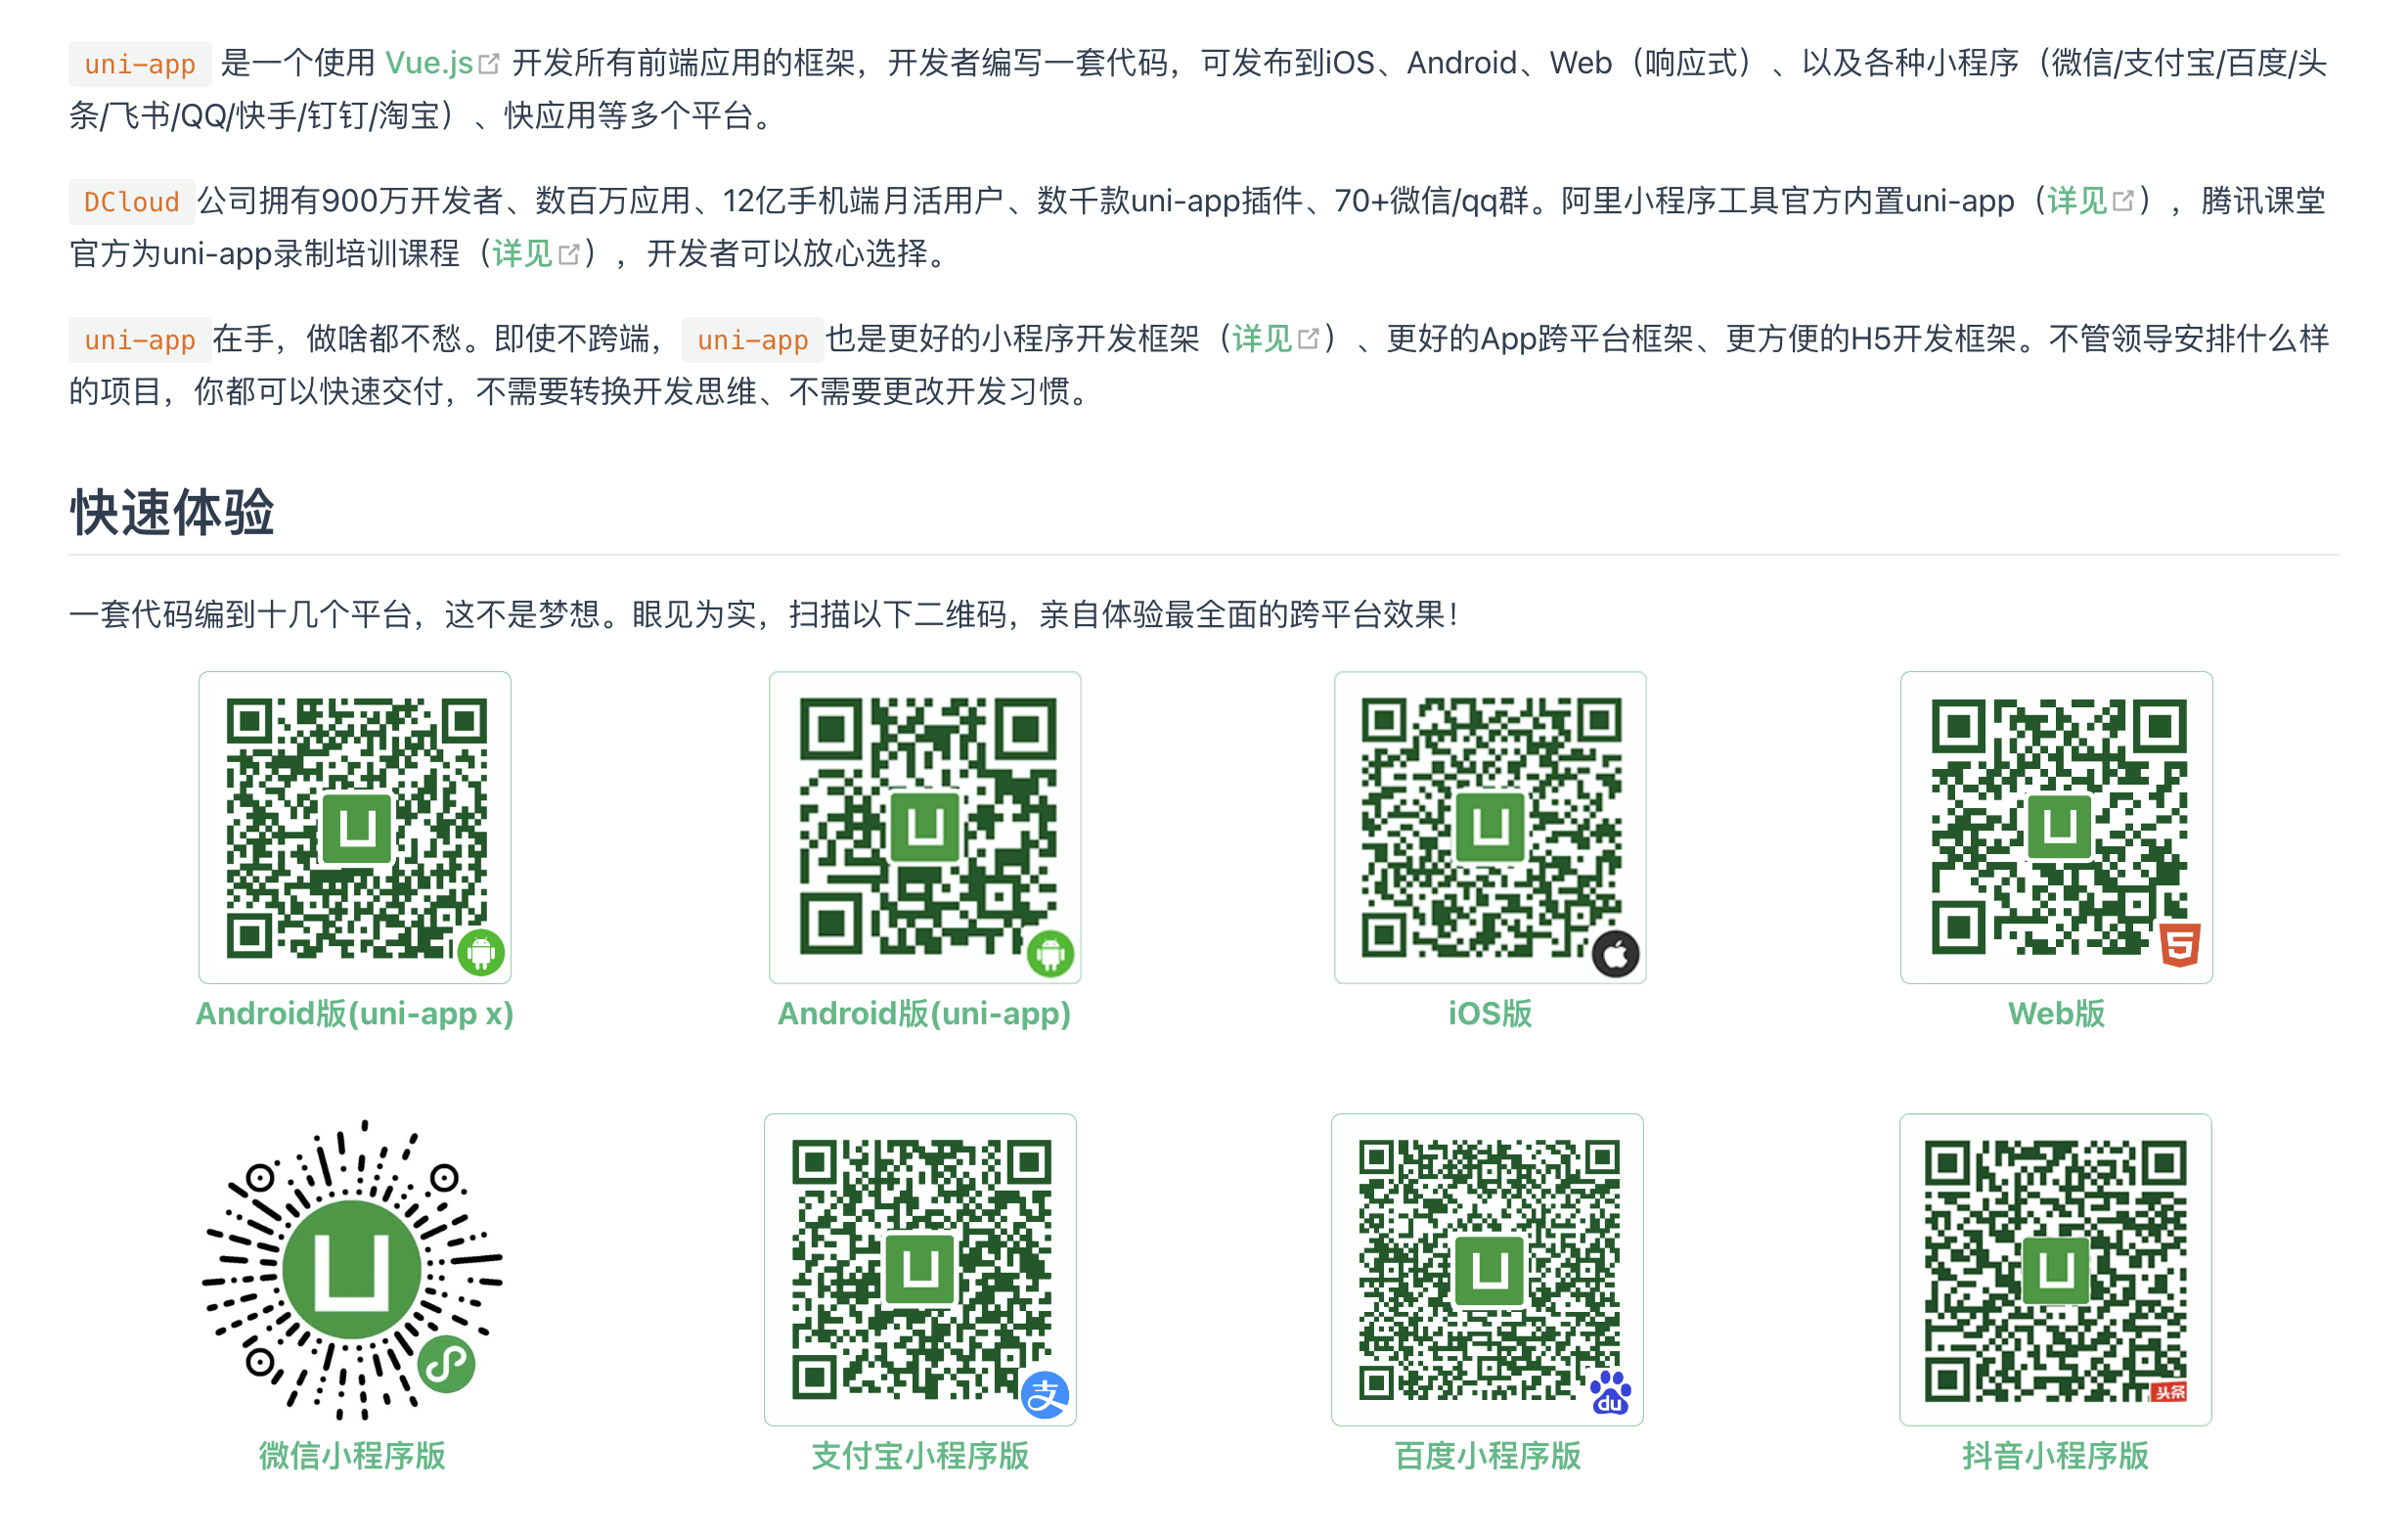 uni-app 是一个使用 Vue.js 开发所有前端应用的框架，开发者编写一套代码，可发布到iOS、Android、Web（响应式）、以及各种小程序（微信/支付宝/百度/头
条/飞书/QQ/快手/钉钉/淘宝）、快应用等多个平台。
DCloud公司拥有900万开发者、数百万应用、12亿手机端月活用户、数千款uni-app插件、70+微信/qq群。阿里小程序工具官方内置uni-app（详见），腾讯课堂
官方为uni-app录制培训课程（详见），开发者可以放心选择。
uni-app在手，做啥都不愁。即使不跨端，uni-app也是更好的小程序开发框架（详见）、更好的App跨平台框架、更方便的H5开发框架。不管领导安排什么样
的项目，你都可以快速交付，不需要转换开发思维、不需要更改开发习惯。
快速体验
一套代码编到十几个平台，这不是梦想。眼见为实，扫描以下二维码，亲自体验最全面的跨平台效果！
5
Android版(uni-app x)
Android版(uni-app)
iOS版
Web版
支
du
头条
微信小程序版
支付宝小程序版
百度小程序版
抖音小程序版